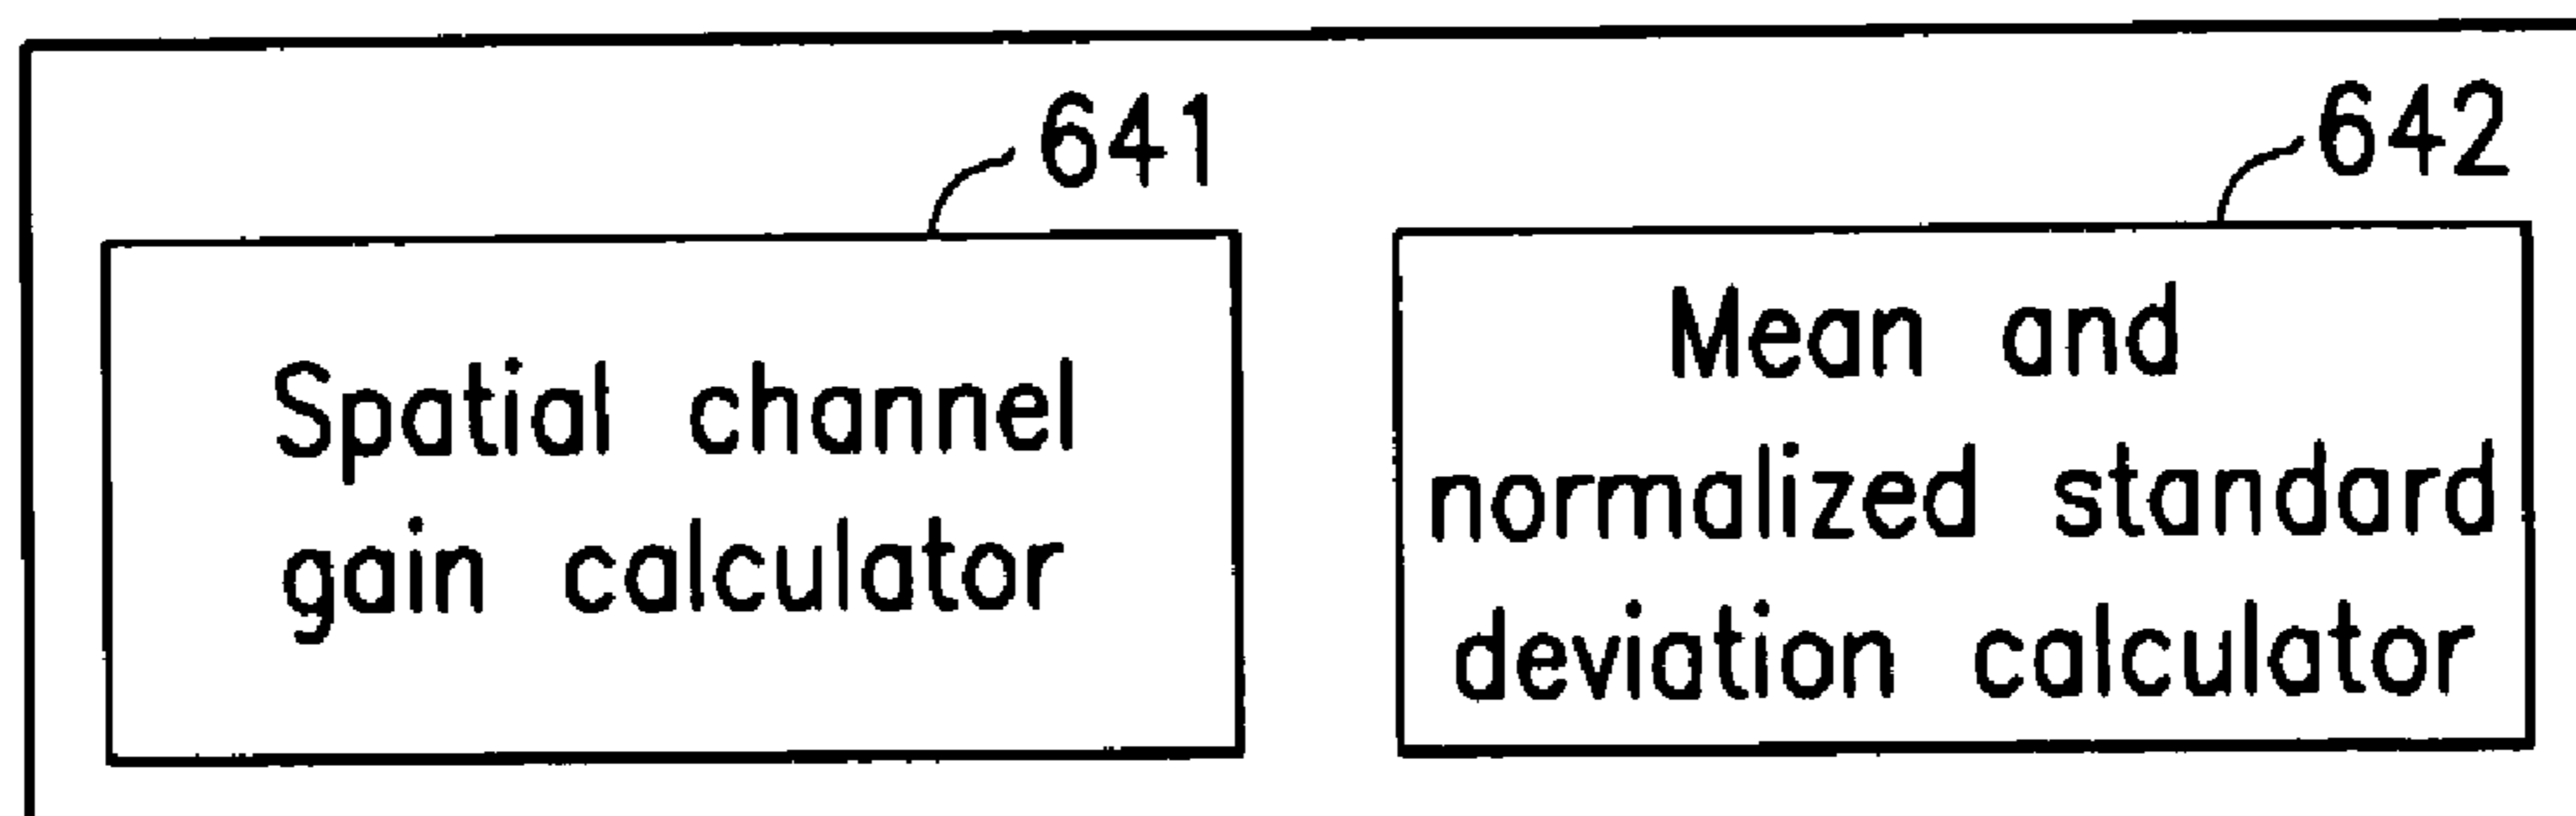 641
Spatial channel
gain calculator
642
Mean and
normalized standard
deviation calculator